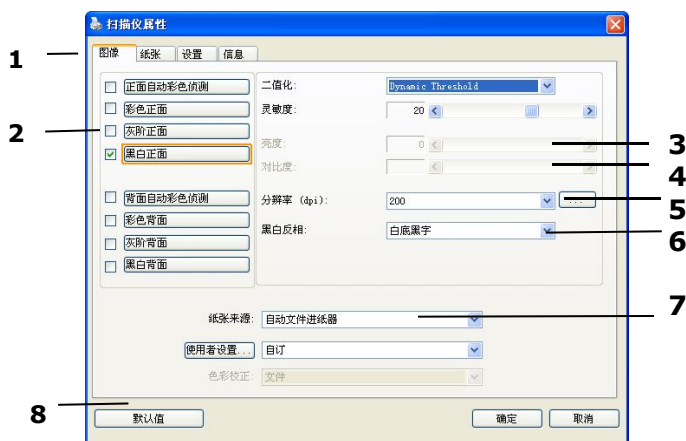 扫描仪属性
1
图像 纸张 设置 信息
2
正面自动彩色侦测
彩色正面
灰阶正面
黑白正面
背面自动彩色侦测
彩色背面
灰阶背面
黑白背面
二值化: Dynamic Threshold
灵敏度: 20
亮度: 0
3
对比度:
4
分辨率 (dpi): 200 ...
5
黑白反相: 白底黑字
6
纸张来源: 自动文件进纸器
7
使用者设置... 自订
色彩校正: 文件
8
默认值 确定 取消